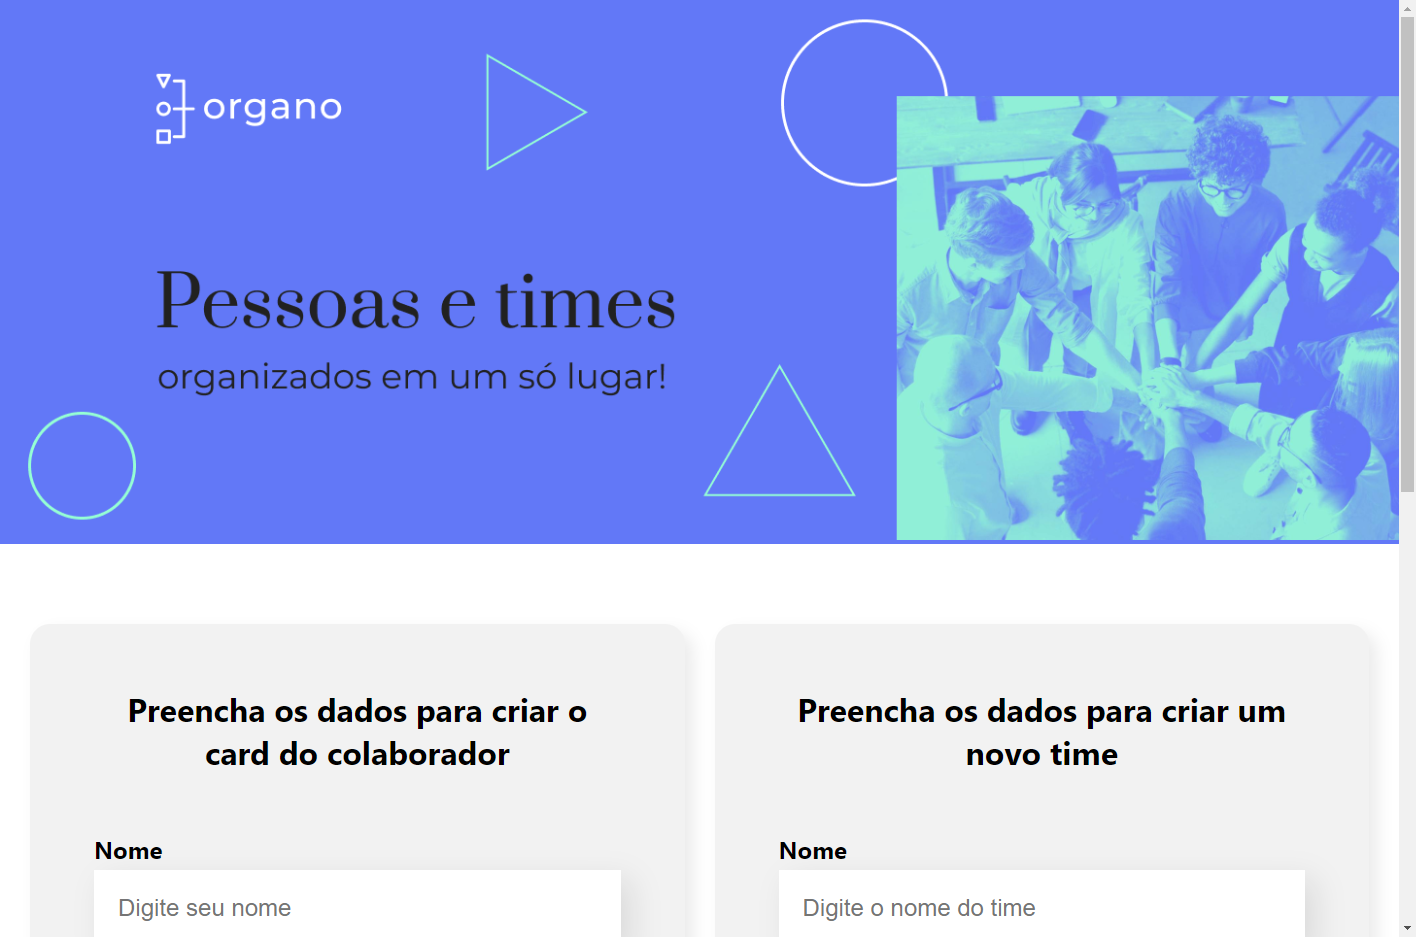 organo
Pessoas e times
organizados em um só lugar!
Preencha os dados para criar o
card do colaborador
Nome
Digite seu nome
Preencha os dados para criar um
novo time
Nome
Digite o nome do time